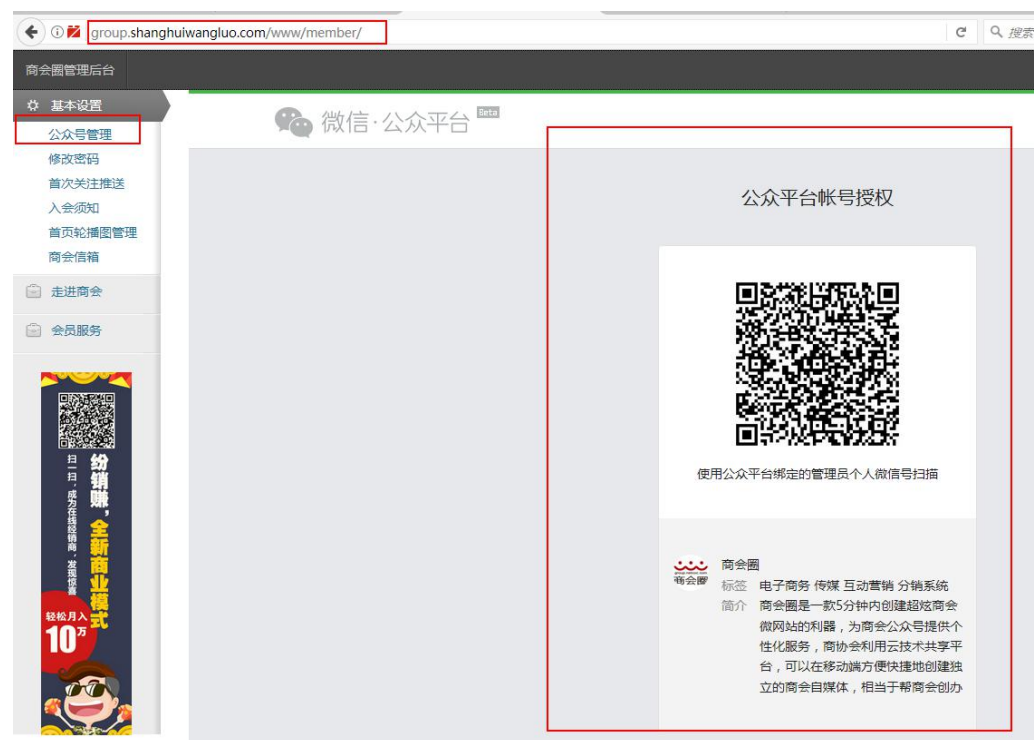 group.shanghuiwangluo.com/www/member/
搜索
商会圈管理后台
基本设置
公众号管理
修改密码
首次关注推送
入会须知
首页轮播图管理
商会信箱
走进商会
会员服务
扫一扫,成为在线经销商,发现惊喜
纷销赚,全新商业模式
轻松月入
10万
微信·公众平台 Beta
公众平台帐号授权
使用公众平台绑定的管理员个人微信号扫描
商会圈
商会圈
标签 电子商务 传媒 互动营销 分销系统
简介 商会圈是一款5分钟内创建超炫商会
微网站的利器，为商会公众号提供个
性化服务，商协会利用云技术共享平
台，可以在移动端方便快捷地创建独
立的商会自媒体，相当于帮商会创办